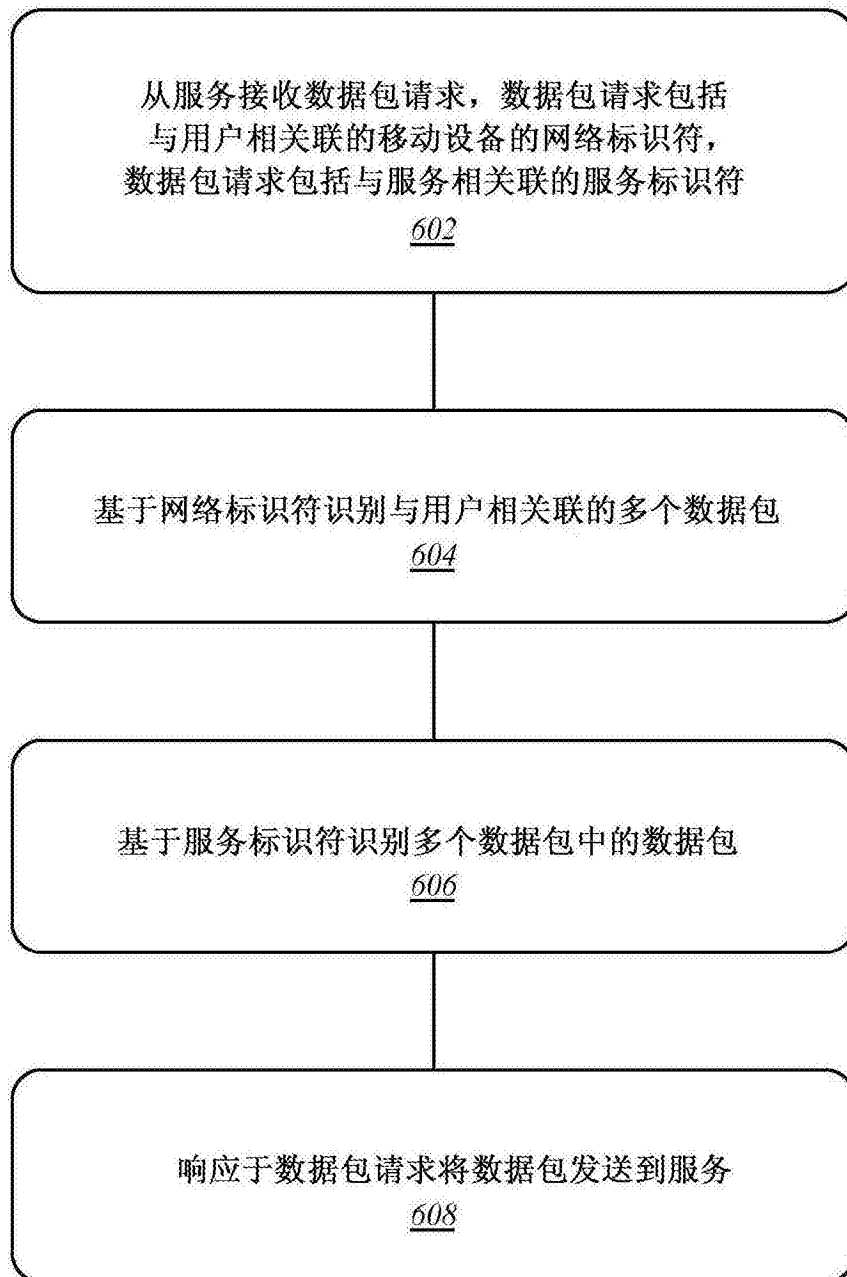 从服务接收数据包请求，数据包请求包括
与用户相关联的移动设备的网络标识符，
数据包请求包括与服务相关联的服务标识符
602
基于网络标识符识别与用户相关联的多个数据包
604
基于服务标识符识别多个数据包中的数据包
606
响应于数据包请求将数据包发送到服务
608